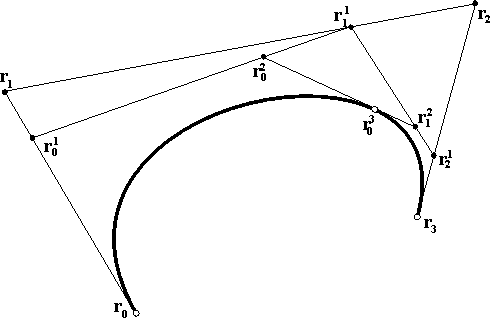 r₁¹
r₂
r₀²
r₁
r₁²
r₀³
r₀¹
r₂¹
r₃
r₀